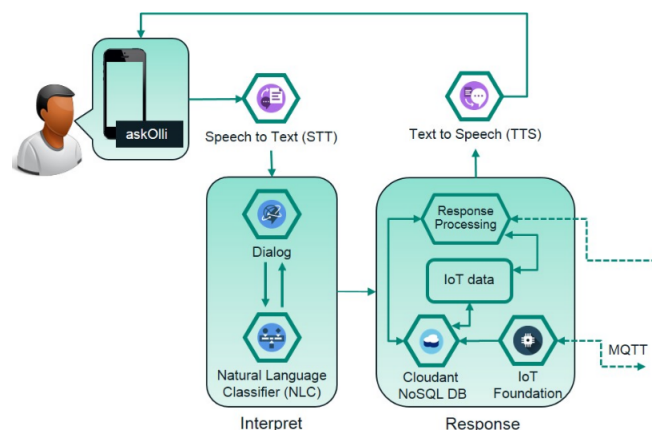 askOlli
Speech to Text (STT)
Text to Speech (TTS)
Dialog
Natural Language
Classifier (NLC)
Interpret
Response
Processing
IoT data
MQTT
Cloudant
NoSQL DB
IoT
Foundation
Response